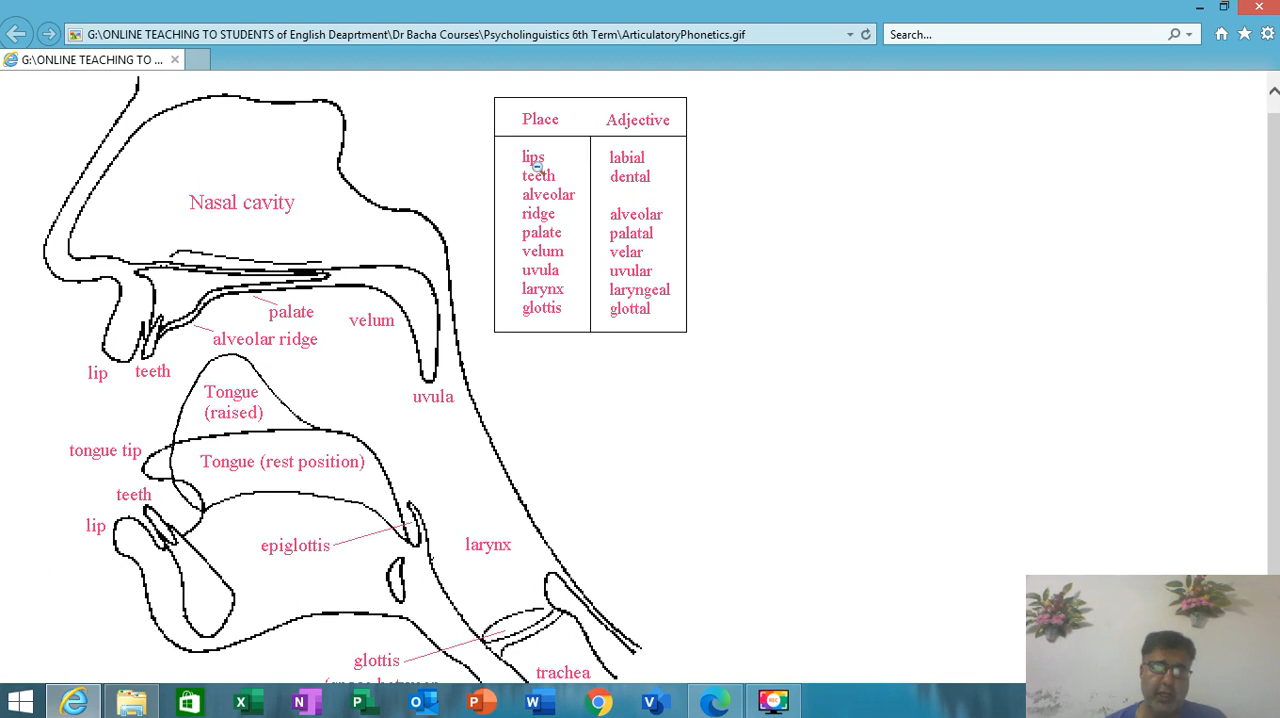 G:\ONLINE TEACHING TO STUDENTS of English Deaprtment\Dr Bacha Courses\Psycholinguistics 6th Term\ArticulatoryPhonetics.gif
Search...
G:\ONLINE TEACHING TO ...
Place Adjective
lips labial
teeth dental
alveolar
ridge alveolar
palate palatal
velum velar
uvula uvular
larynx laryngeal
glottis glottal
Nasal cavity
palate
velum
alveolar ridge
lip teeth
uvula
Tongue
(raised)
tongue tip
Tongue (rest position)
teeth
lip
epiglottis
larynx
glottis
trachea